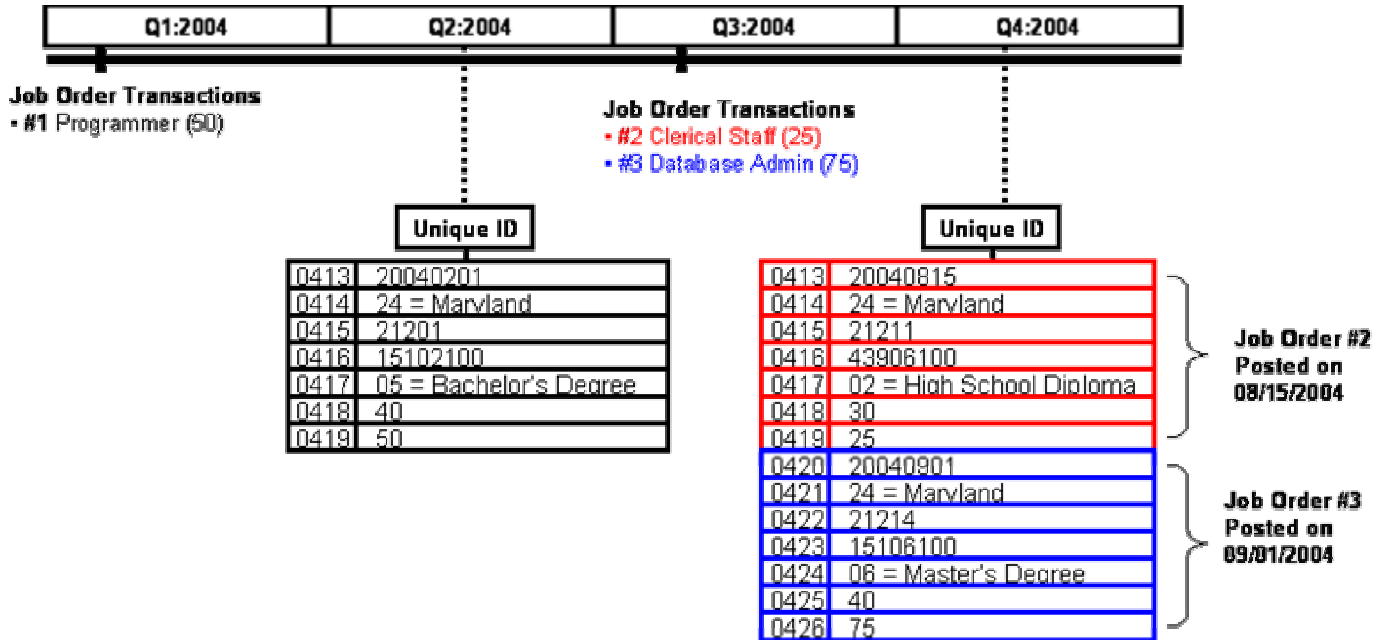 Q1:2004 Q2:2004 Q3:2004 Q4:2004
Job Order Transactions
▪ #1 Programmer (50)
Job Order Transactions
▪ #2 Clerical Staff (25)
▪ #3 Database Admin (75)
Unique ID
0413 20040201
0414 24 = Maryland
0415 21201
0416 15102100
0417 05 = Bachelor's Degree
0418 40
0419 50
Unique ID
0413 20040815
0414 24 = Maryland
0415 21211
0416 43906100
0417 02 = High School Diploma
0418 30
0419 25
0420 20040901
0421 24 = Maryland
0422 21214
0423 15106100
0424 06 = Master's Degree
0425 40
0426 75
Job Order #2
Posted on
08/15/2004
Job Order #3
Posted on
09/01/2004